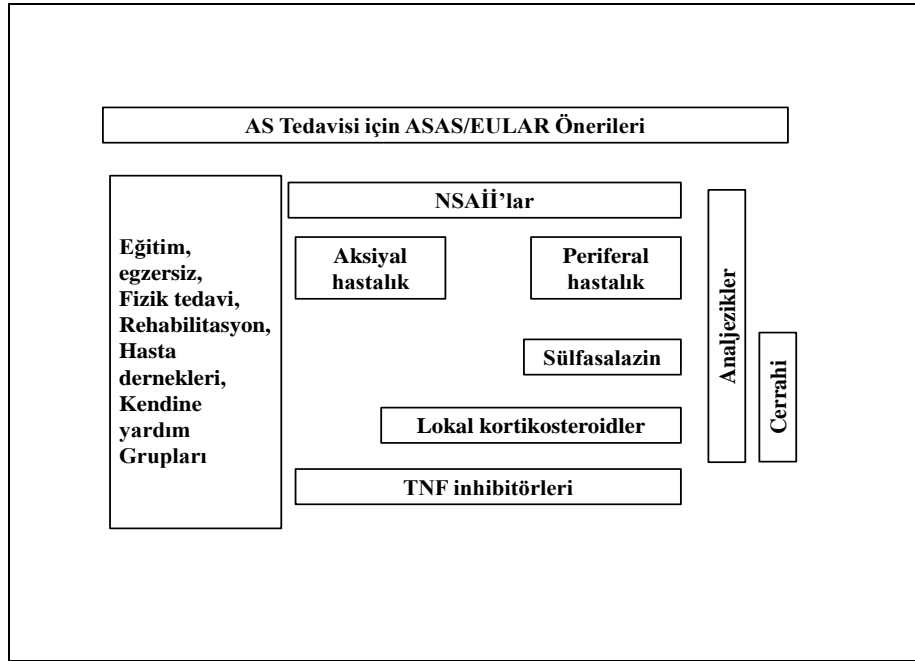 AS Tedavisi için ASAS/EULAR Önerileri
Eğitim,
egzersiz,
Fizik tedavi,
Rehabilitasyon,
Hasta
dernekleri,
Kendine
yardım
Grupları
NSAİİ’lar
Aksiyal
hastalık
Periferal
hastalık
Sülfasalazin
Lokal kortikosteroidler
TNF inhibitörleri
Analjezikler
Cerrahi